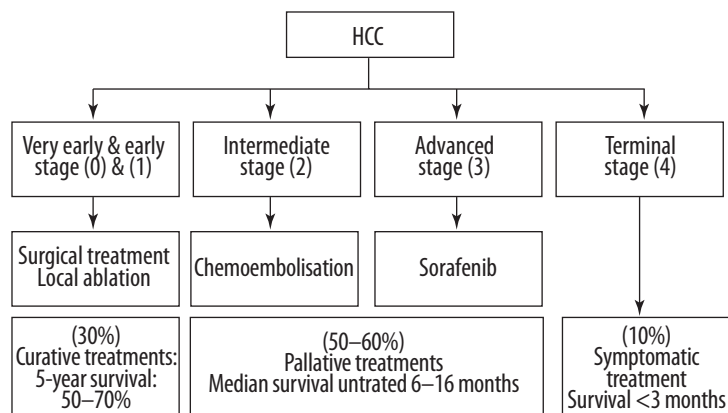 HCC
Very early & early
stage (0) & (1)
Intermediate
stage (2)
Advanced
stage (3)
Terminal
stage (4)
Surgical treatment
Local ablation
Chemoembolisation
Sorafenib
(30%)
Curative treatments:
5-year survival:
50–70%
(50–60%)
Pallative treatments
Median survival untrated 6–16 months
(10%)
Symptomatic
treatment
Survival <3 months